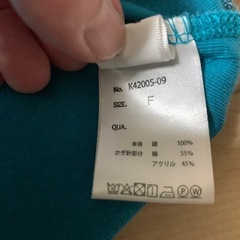 No. K42005-09
SIZE. F
QUA.
本体 綿 100%
かぎ針部分 綿 55%
アクリル 45%